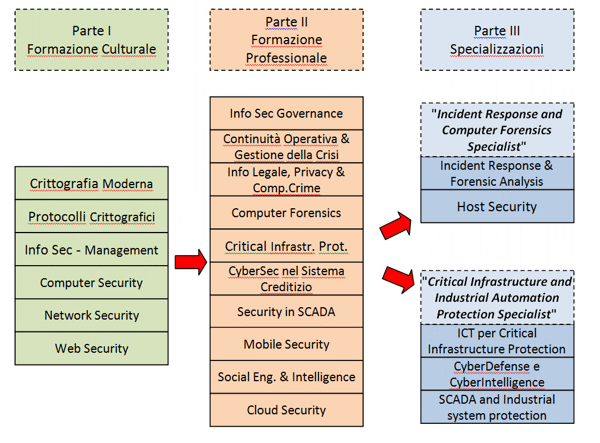 Parte I
Formazione Culturale
Parte II
Formazione
Professionale
Parte III
Specializzazioni
Crittografia Moderna
Protocolli Crittografici
Info Sec - Management
Computer Security
Network Security
Web Security
Info Sec Governance
Continuità Operativa &
Gestione della Crisi
Info Legale, Privacy &
Comp.Crime
Computer Forensics
Critical Infrastr. Prot.
CyberSec nel Sistema
Creditizio
Security in SCADA
Mobile Security
Social Eng. & Intelligence
Cloud Security
"Incident Response and
Computer Forensics
Specialist"
Incident Response &
Forensic Analysis
Host Security
"Critical Infrastructure and
Industrial Automation
Protection Specialist"
ICT per Critical
Infrastructure Protection
CyberDefense e
CyberIntelligence
SCADA and Industrial
system protection